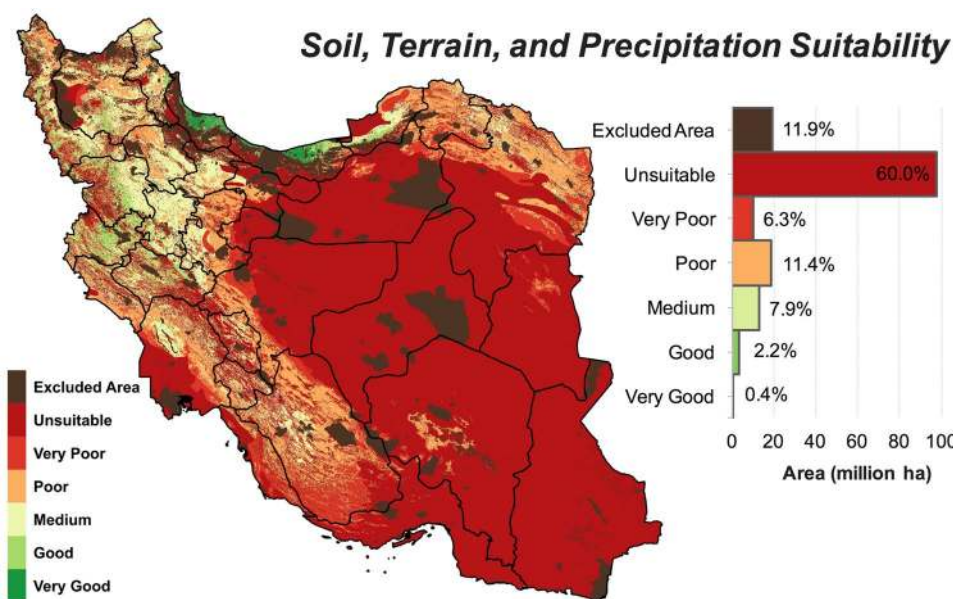 Soil, Terrain, and Precipitation Suitability
Excluded Area
11.9%
Unsuitable
60.0%
Very Poor
6.3%
Poor
11.4%
Medium
7.9%
Good
2.2%
Very Good
0.4%
0 20 40 60 80 100
Area (million ha)
Excluded Area
Unsuitable
Very Poor
Poor
Medium
Good
Very Good